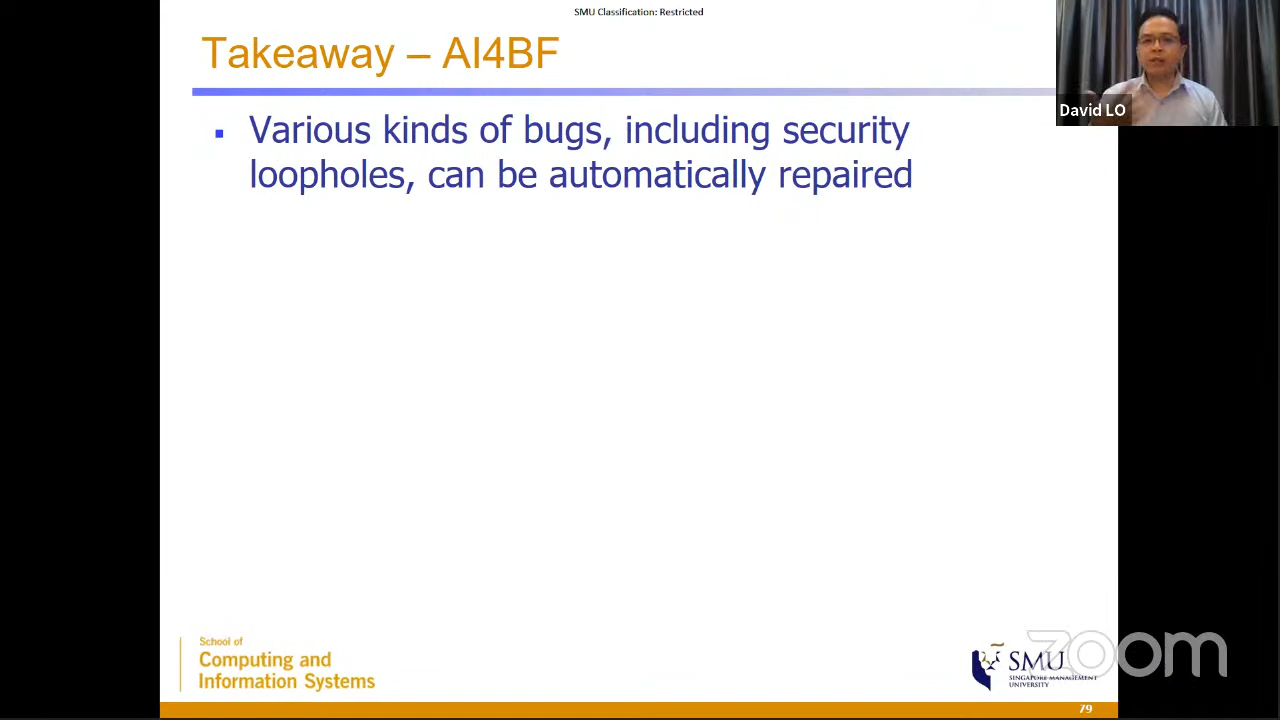 SMU Classification: Restricted
Takeaway – AI4BF
David LO
▪ Various kinds of bugs, including security
loopholes, can be automatically repaired
School of
Computing and
Information Systems
SMU
SINGAPORE MANAGEMENT
UNIVERSITY
zoom
79